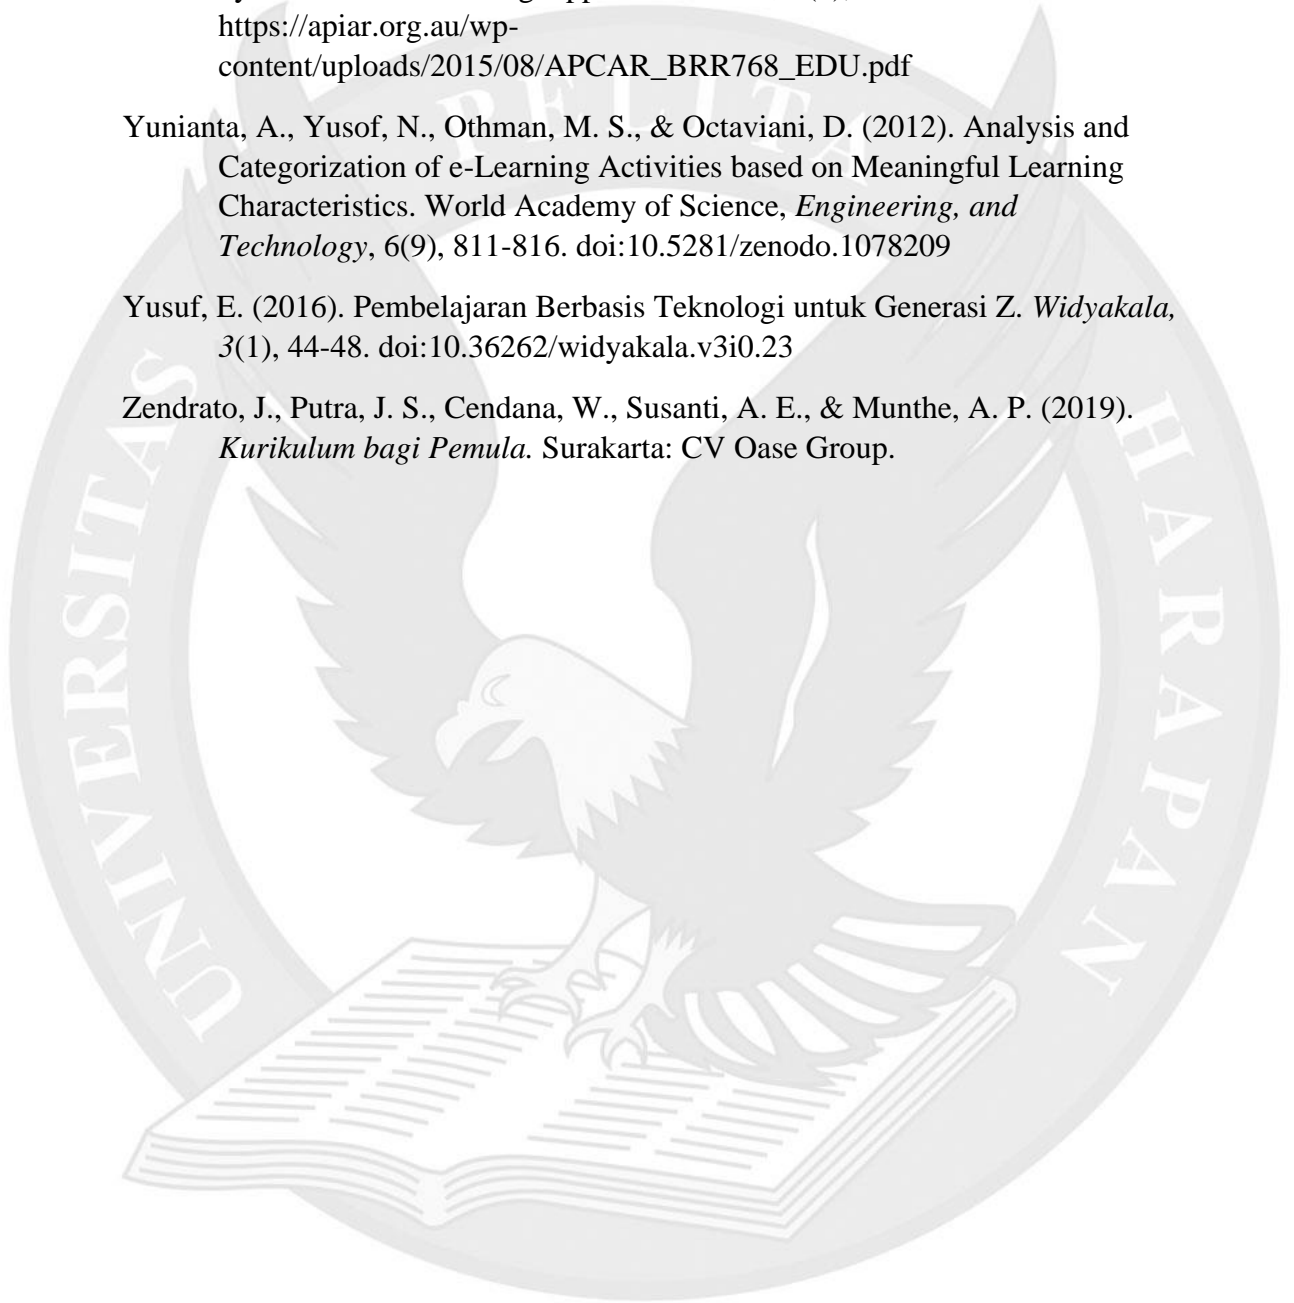 https://apiar.org.au/wp-
content/uploads/2015/08/APCAR_BRR768_EDU.pdf
Yunianta, A., Yusof, N., Othman, M. S., & Octaviani, D. (2012). Analysis and
Categorization of e-Learning Activities based on Meaningful Learning
Characteristics. World Academy of Science, Engineering, and
Technology, 6(9), 811-816. doi:10.5281/zenodo.1078209
Yusuf, E. (2016). Pembelajaran Berbasis Teknologi untuk Generasi Z. Widyakala,
3(1), 44-48. doi:10.36262/widyakala.v3i0.23
Zendrato, J., Putra, J. S., Cendana, W., Susanti, A. E., & Munthe, A. P. (2019).
Kurikulum bagi Pemula. Surakarta: CV Oase Group.
UNIVERSITAS PELITA HARAPAN